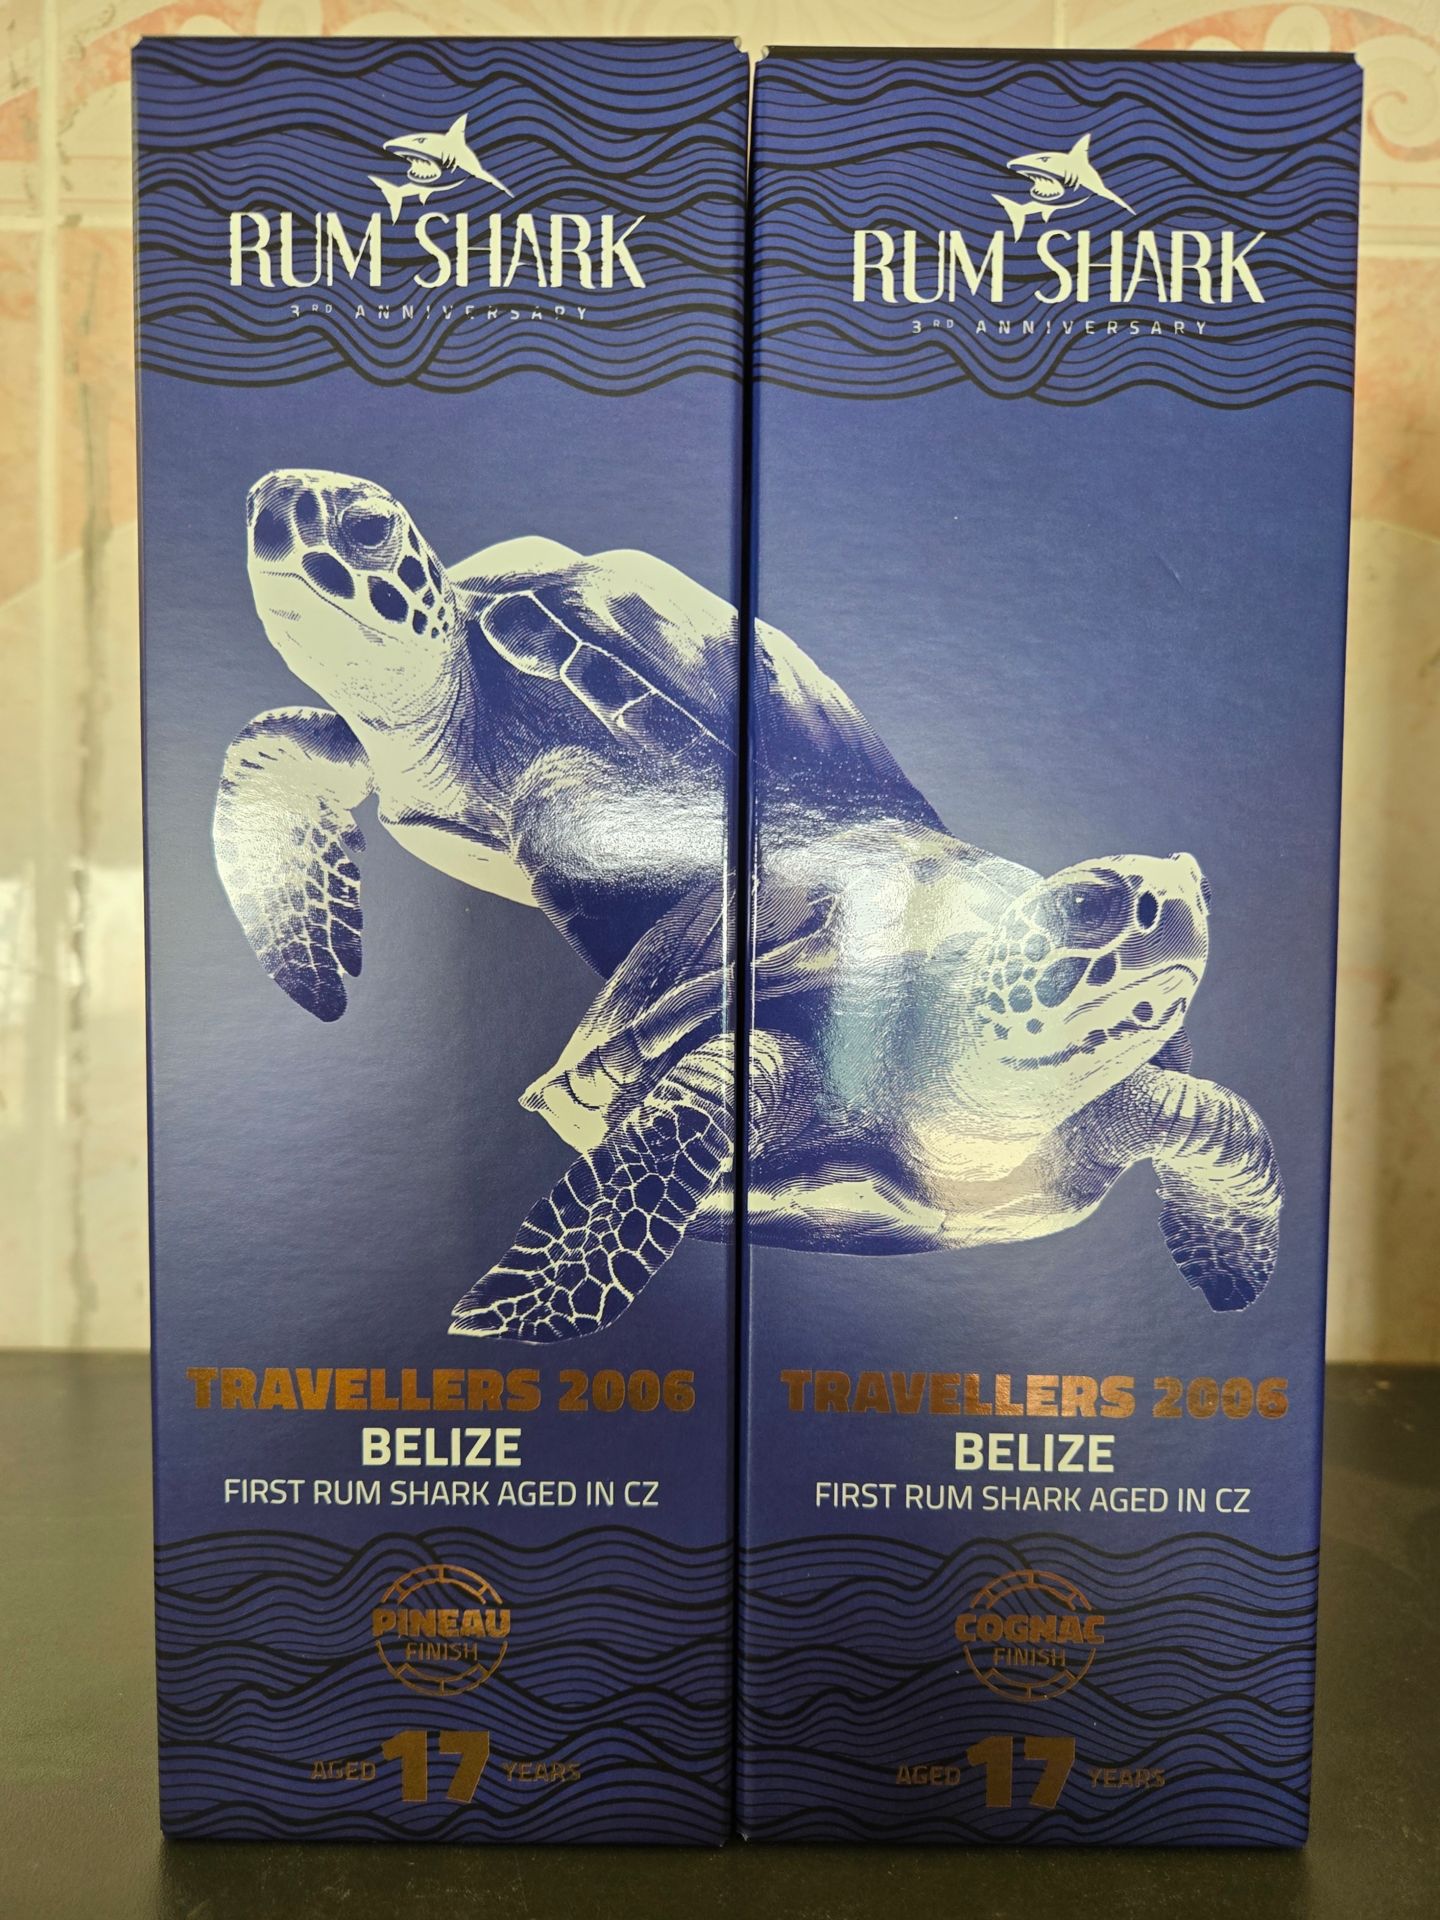 RUM SHARK
3RD ANNIVERSARY
TRAVELLERS 2006
BELIZE
FIRST RUM SHARK AGED IN CZ
PINEAU
FINISH
AGED 17 YEARS
RUM SHARK
3RD ANNIVERSARY
TRAVELLERS 2006
BELIZE
FIRST RUM SHARK AGED IN CZ
COGNAC
FINISH
AGED 17 YEARS